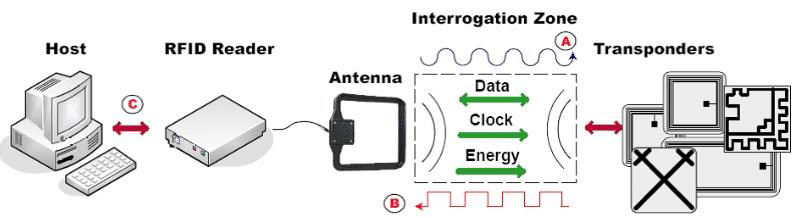 Interrogation Zone
Host
RFID Reader
Antenna
Transponders
A
Data
Clock
Energy
C
B